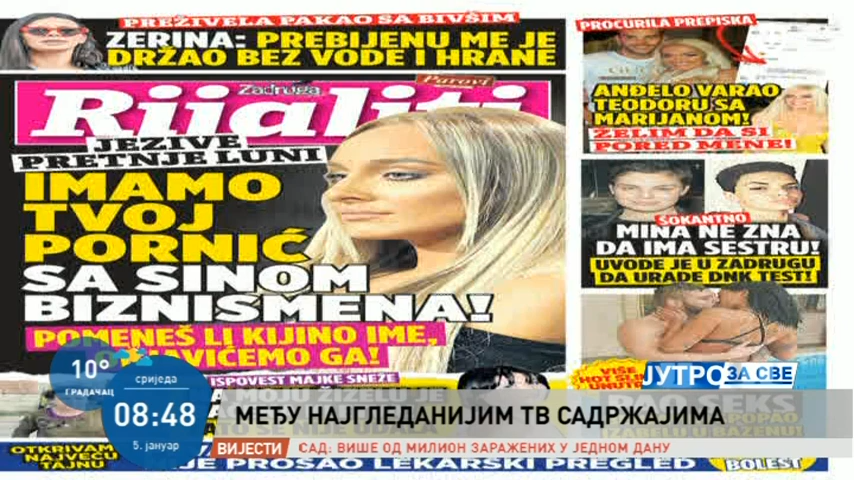 PREŽIVELA PAKAO SA BIVŠIM
ZERINA: PREBIJENU ME JE
DRŽAO BEZ VODE I HRANE
Zadruga
Parovi
Rijaliti
JEZIVE
PRETNJE LUNI
IMAMO
TVOJ
PORNIĆ
SA SINOM
BIZNISMENA!
POMENEŠ LI KIJINO IME,
PROCURILA PREPISKA
ANĐELO VARAO
TEODORU SA
MARIJANOM!
ŽELIM DA SI
PORED MENE!
ŠOKANTNO
MINA NE ZNA
DA IMA SESTRU!
UVODE JE U ZADRUGU
DA URADE DNK TEST!
ISPOVEST MAJKE SNEŽE
VIŠE
SEKS
10°
ГРАДАЧАЦ
сриједа
08:48
5. јануар
ЈУТРО ЗА СВЕ
МЕЂУ НАЈГЛЕДАНИЈИМ ТВ САДРЖАЈИМА
ВИЈЕСТИ
САД: ВИШЕ ОД МИЛИОН ЗАРАЖЕНИХ У ЈЕДНОМ ДАНУ
OTKRIVAM
NAJVEĆU
TAJNU
JE PROŠAO LEKARSKI PREGLED
BOLEST